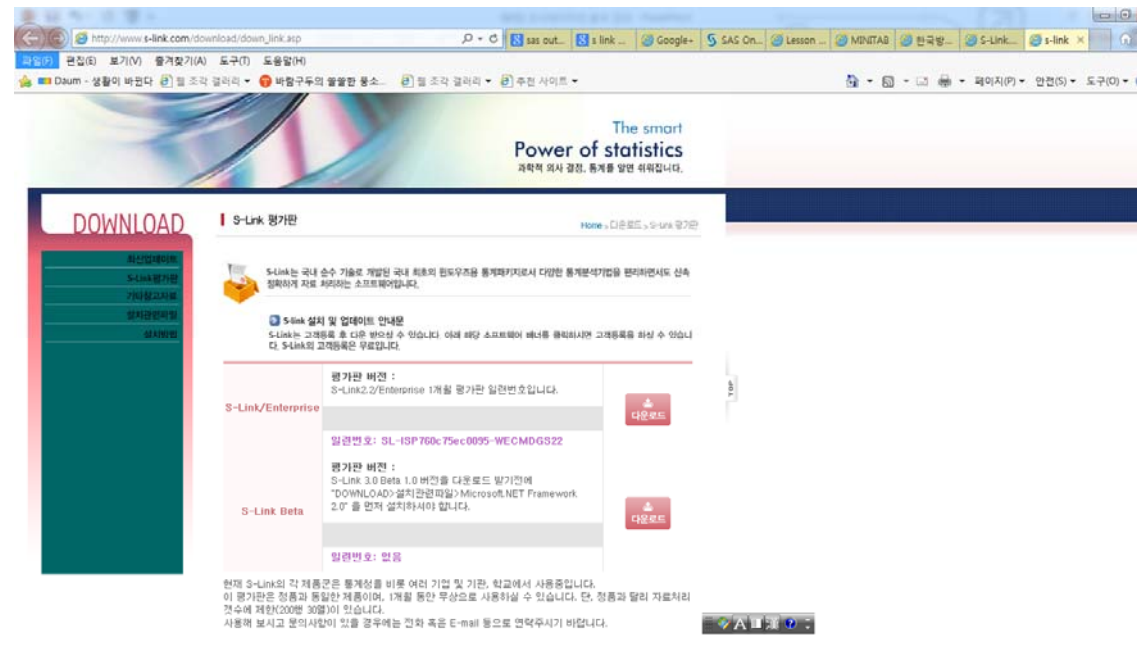 http://www.s-link.com/download/down_link.asp
sas out...
s link ...
Google+
SAS On...
Lesson ...
MINITAB
한국방...
S-Link...
s-link
파일(F) 편집(E) 보기(V) 즐겨찾기(A) 도구(T) 도움말(H)
Daum - 생활이 바뀐다
웹 조각 갤러리
바람구두의 쓸쓸한 풍소...
웹 조각 갤러리
추천 사이트
페이지(P)
안전(S)
도구(O)
The smart
Power of statistics
과학적 의사 결정, 통계를 알면 쉬워집니다.
DOWNLOAD
최신업데이트
S-Link평가판
기타참고자료
설치관련파일
설치방법
S-Link 평가판
Home > 다운로드 > S-Link 평가판
S-Link는 국내 순수 기술로 개발된 국내 최초의 윈도우즈용 통계패키지로서 다양한 통계분석기법을 편리하면서도 신속
정확하게 자료 처리하는 소프트웨어입니다.
S-link 설치 및 업데이트 안내문
S-Link는 고객등록 후 다운 받으실 수 있습니다. 아래 해당 소프트웨어 배너를 클릭하시면 고객등록을 하실 수 있습니
다. S-Link의 고객등록은 무료입니다.
S-Link/Enterprise
평가판 버전 :
S-Link2.2/Enterprise 1개월 평가판 일련번호입니다.
일련번호: SL-ISP760c75ec0095-WECMDGS22
다운로드
TOP
S-Link Beta
평가판 버전 :
S-Link 3.0 Beta 1.0 버전을 다운로드 받기전에
"DOWNLOAD>설치관련파일>Microsoft.NET Framework
2.0" 을 먼저 설치하셔야 합니다.
일련번호: 없음
다운로드
현재 S-Link의 각 제품군은 통계청을 비롯 여러 기업 및 기관, 학교에서 사용중입니다.
이 평가판은 정품과 동일한 제품이며, 1개월 동안 무상으로 사용하실 수 있습니다. 단, 정품과 달리 자료처리
갯수에 제한(200행 30열)이 있습니다.
사용해 보시고 문의사항이 있을 경우에는 전화 혹은 E-mail 등으로 연락주시기 바랍니다.
A